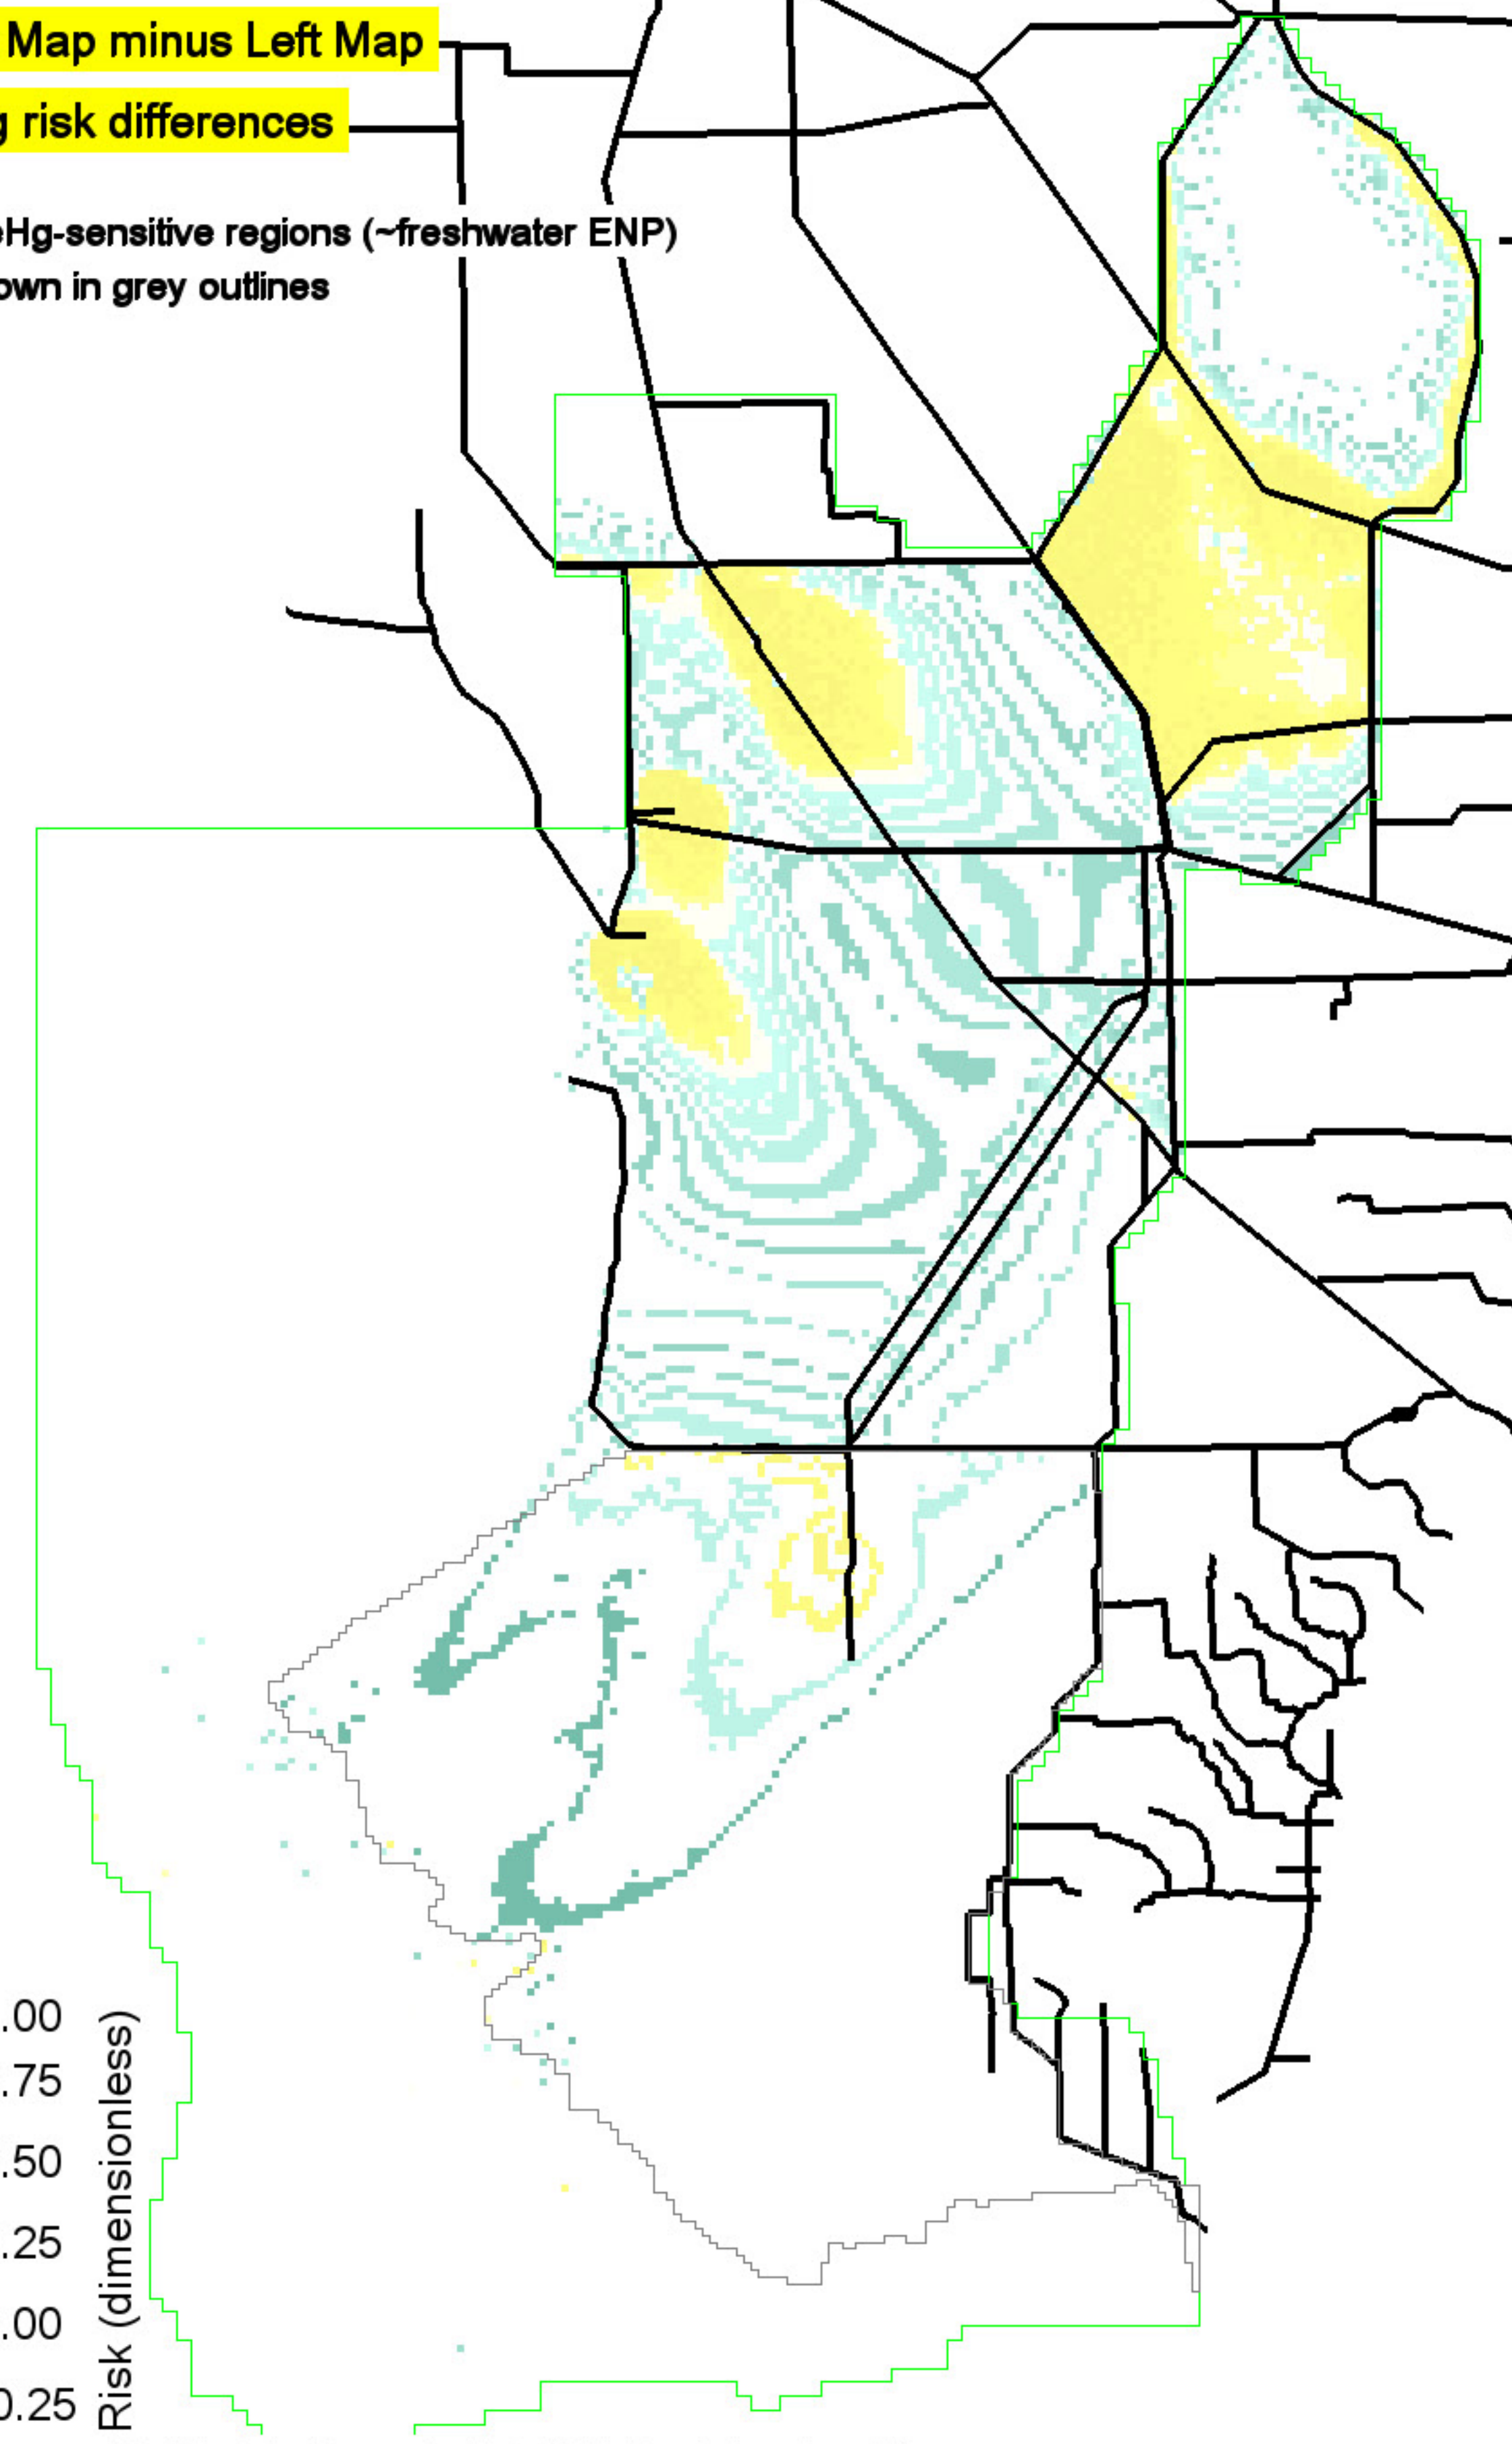 Map minus Left Map
g risk differences
eHg-sensitive regions (~freshwater ENP)
own in grey outlines
.00
.75
.50
.25
.00
0.25
Risk (dimensionless)